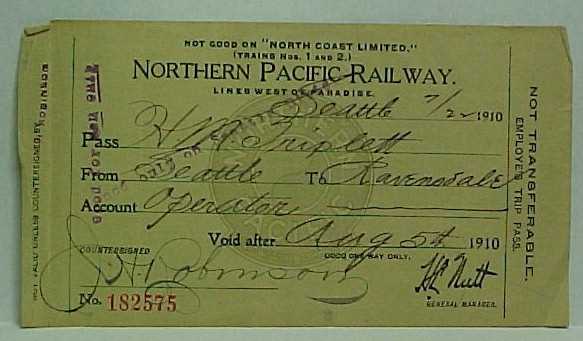 NOT GOOD ON "NORTH COAST LIMITED."
(TRAINS NOS. 1 AND 2.)
NORTHERN PACIFIC RAILWAY.
LINES WEST OF PARADISE.
Seattle 7/2 1910
Pass H M Triplett
From Seattle To Ravensdale
Account Operator
Void after Aug 5th 1910
GOOD ONE WAY ONLY.
COUNTERSIGNED
J. N. Robinson
H C Nutt
GENERAL MANAGER.
No. 182575
NOT TRANSFERABLE.
EMPLOYE'S TRIP PASS.
NOT VALID UNLESS COUNTERSIGNED BY
ROBINSON
ONLY ON